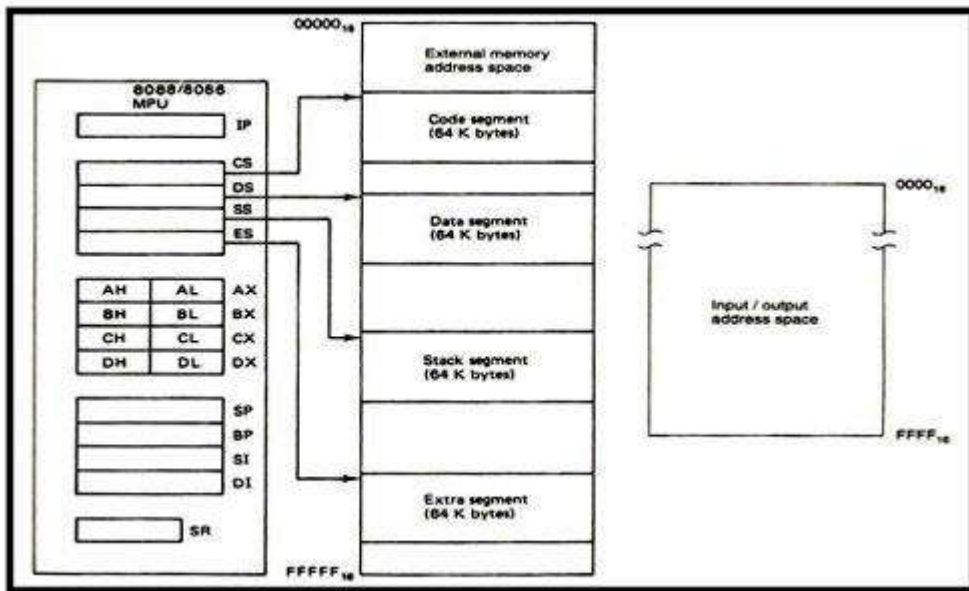 8088/8086
MPU
IP
CS
DS
SS
ES
AH AL AX
BH BL BX
CH CL CX
DH DL DX
SP
BP
SI
DI
SR
00000₁₆
External memory
address space
Code segment
(64 K bytes)
Data segment
(64 K bytes)
Stack segment
(64 K bytes)
Extra segment
(64 K bytes)
FFFFF₁₆
0000₁₆
Input / output
address space
FFFF₁₆